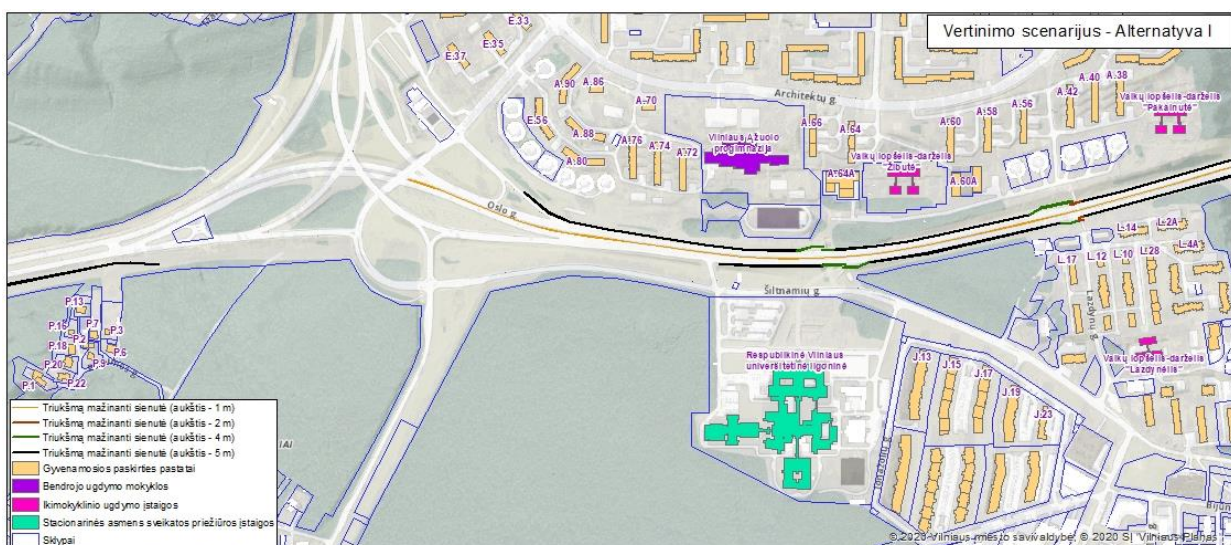 Vertinimo scenarijus - Alternatyva I
E.33
E.35
E.37
A.90
A.86
E.56
A.88
A.80
A.70
A.76
A.74
A.72
Architektų g.
Vilniaus Ąžuolo
progimnazija
A.66
A.64
A.64A
Vaikų lopšelis-darželis
"Žibutė"
A.60
A.60A
A.58
A.56
A.42
A.40
A.38
Vaikų lopšelis-darželis
"Pakalnutė"
Oslo g.
Šiltnamių g.
L.17
L.12
L.14
L.10
L.28
L.2A
L.4A
Lazdynų g.
Vaikų lopšelis-darželis
"Lazdynėlis"
P.13
P.16
P.7
P.3
P.2
P.18
P.6
P.20
P.9
P.1
P.22
Respublikinė Vilniaus
universitetinė ligoninė
J.13
J.15
J.17
J.19
J.23
Jonažolių g.
Triukšmą mažinanti sienutė (aukštis - 1 m)
Triukšmą mažinanti sienutė (aukštis - 2 m)
Triukšmą mažinanti sienutė (aukštis - 4 m)
Triukšmą mažinanti sienutė (aukštis - 5 m)
Gyvenamosios paskirties pastatai
Bendrojo ugdymo mokyklos
Ikimokyklinio ugdymo įstaigos
Stacionarinės asmens sveikatos priežiūros įstaigos
Sklypai
© 2020 Vilniaus miesto savivaldybė, © 2020 SĮ "Vilniaus Planas"